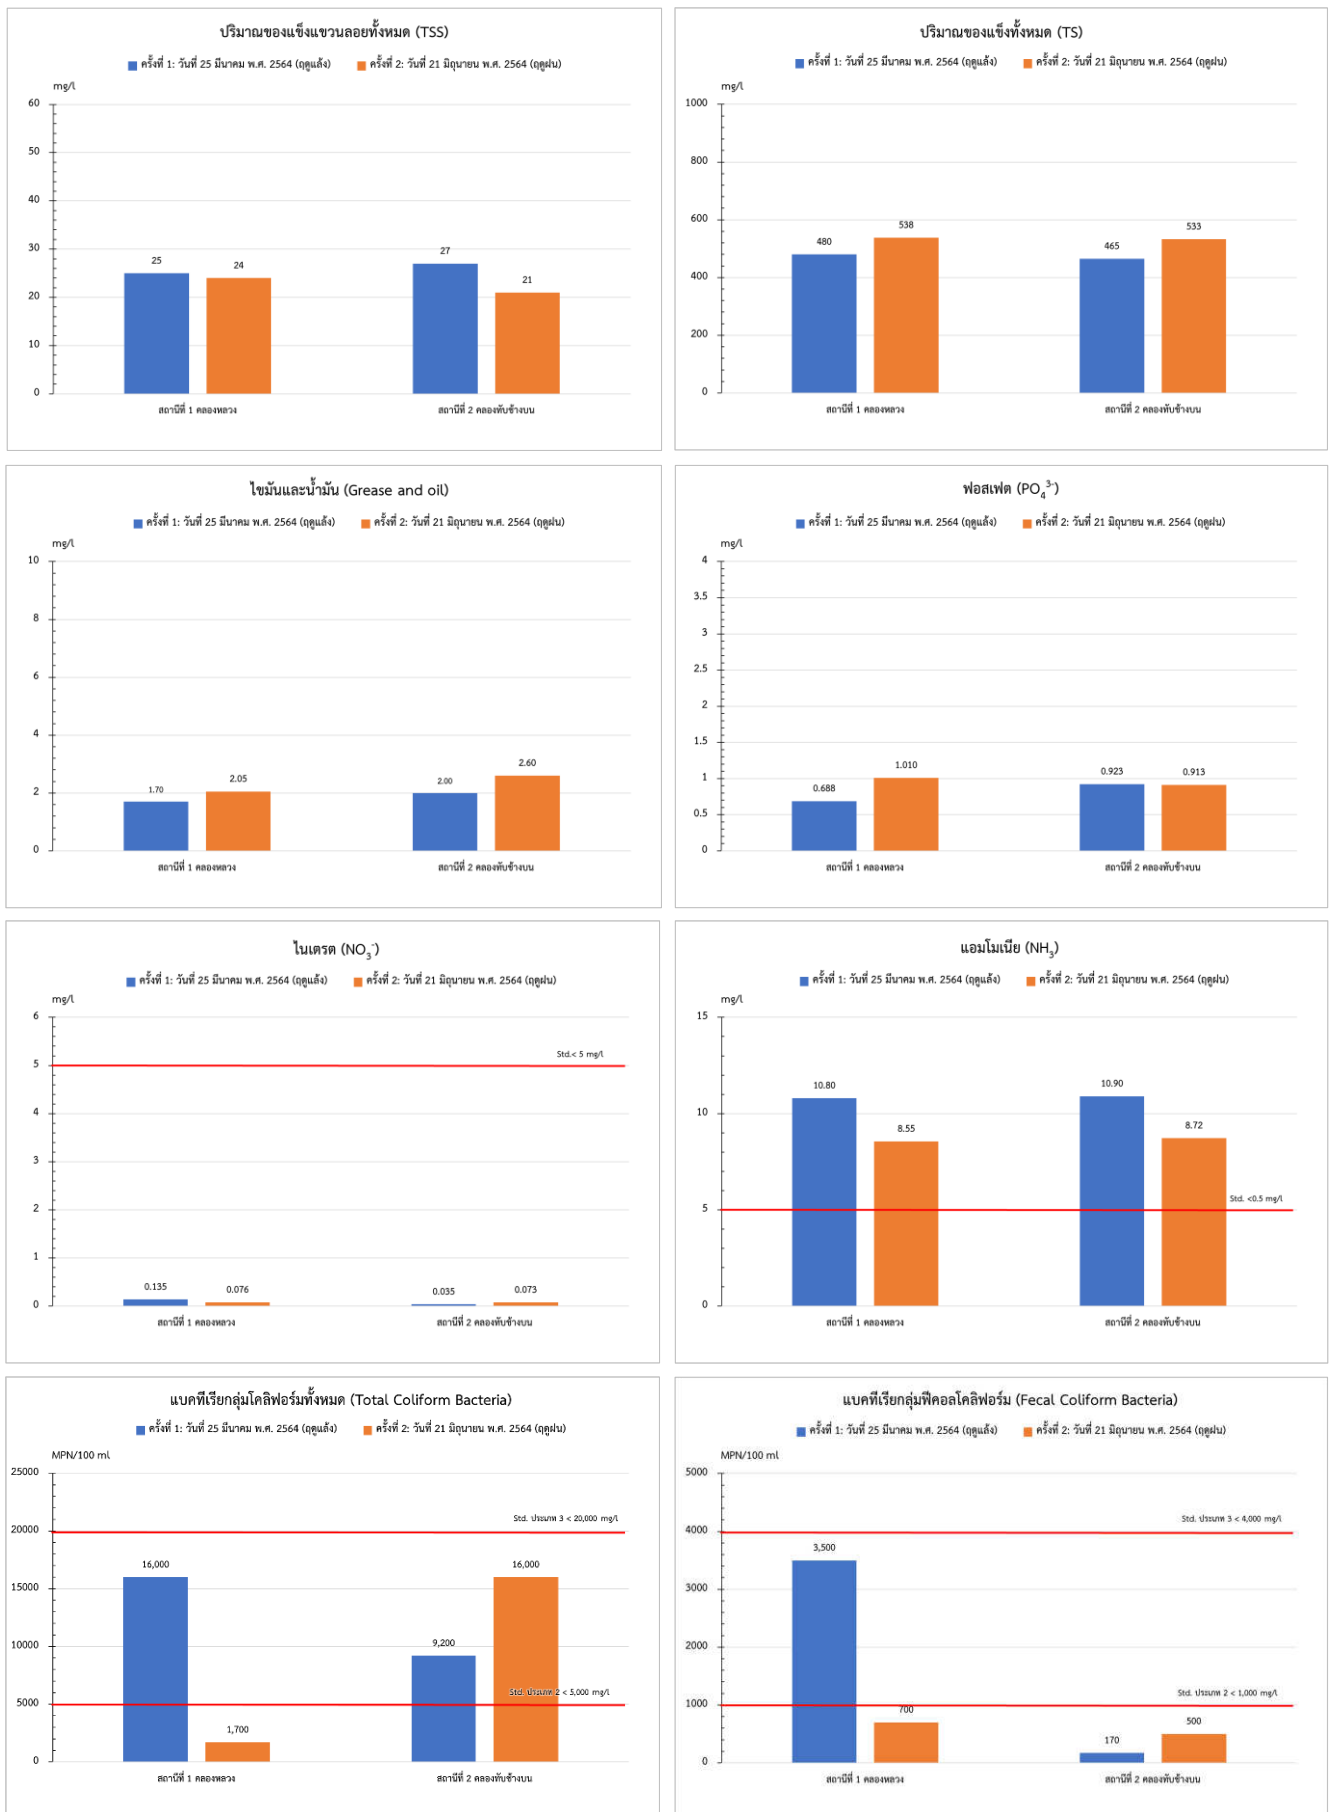 ปริมาณของแข็งแขวนลอยทั้งหมด (TSS)
ครั้งที่ 1: วันที่ 25 มีนาคม พ.ศ. 2564 (ฤดูแล้ง) ครั้งที่ 2: วันที่ 21 มิถุนายน พ.ศ. 2564 (ฤดูฝน)
mg/l
60
50
40
30
20
10
0
25
24
27
21
สถานีที่ 1 คลองหลวง
สถานีที่ 2 คลองทับช้างบน
ปริมาณของแข็งทั้งหมด (TS)
ครั้งที่ 1: วันที่ 25 มีนาคม พ.ศ. 2564 (ฤดูแล้ง) ครั้งที่ 2: วันที่ 21 มิถุนายน พ.ศ. 2564 (ฤดูฝน)
mg/l
1000
800
600
400
200
0
480
538
465
533
สถานีที่ 1 คลองหลวง
สถานีที่ 2 คลองทับช้างบน
ไขมันและน้ำมัน (Grease and oil)
ครั้งที่ 1: วันที่ 25 มีนาคม พ.ศ. 2564 (ฤดูแล้ง) ครั้งที่ 2: วันที่ 21 มิถุนายน พ.ศ. 2564 (ฤดูฝน)
mg/l
10
8
6
4
2
0
1.70
2.05
2.00
2.60
สถานีที่ 1 คลองหลวง
สถานีที่ 2 คลองทับช้างบน
ฟอสเฟต (PO₄³⁻)
ครั้งที่ 1: วันที่ 25 มีนาคม พ.ศ. 2564 (ฤดูแล้ง) ครั้งที่ 2: วันที่ 21 มิถุนายน พ.ศ. 2564 (ฤดูฝน)
mg/l
4
3.5
3
2.5
2
1.5
1
0.5
0
0.688
1.010
0.923
0.913
สถานีที่ 1 คลองหลวง
สถานีที่ 2 คลองทับช้างบน
ไนเตรต (NO₃⁻)
ครั้งที่ 1: วันที่ 25 มีนาคม พ.ศ. 2564 (ฤดูแล้ง) ครั้งที่ 2: วันที่ 21 มิถุนายน พ.ศ. 2564 (ฤดูฝน)
mg/l
6
5
4
3
2
1
0
Std.< 5 mg/l
0.135
0.076
0.035
0.073
สถานีที่ 1 คลองหลวง
สถานีที่ 2 คลองทับช้างบน
แอมโมเนีย (NH₃)
ครั้งที่ 1: วันที่ 25 มีนาคม พ.ศ. 2564 (ฤดูแล้ง) ครั้งที่ 2: วันที่ 21 มิถุนายน พ.ศ. 2564 (ฤดูฝน)
mg/l
15
10
5
0
10.80
8.55
10.90
8.72
Std. <0.5 mg/l
สถานีที่ 1 คลองหลวง
สถานีที่ 2 คลองทับช้างบน
แบคทีเรียกลุ่มโคลิฟอร์มทั้งหมด (Total Coliform Bacteria)
ครั้งที่ 1: วันที่ 25 มีนาคม พ.ศ. 2564 (ฤดูแล้ง) ครั้งที่ 2: วันที่ 21 มิถุนายน พ.ศ. 2564 (ฤดูฝน)
MPN/100 ml
25000
20000
15000
10000
5000
0
Std. ประเภท 3 < 20,000 mg/l
16,000
1,700
9,200
16,000
Std. ประเภท 2 < 5,000 mg/l
สถานีที่ 1 คลองหลวง
สถานีที่ 2 คลองทับช้างบน
แบคทีเรียกลุ่มฟีคอลโคลิฟอร์ม (Fecal Coliform Bacteria)
ครั้งที่ 1: วันที่ 25 มีนาคม พ.ศ. 2564 (ฤดูแล้ง) ครั้งที่ 2: วันที่ 21 มิถุนายน พ.ศ. 2564 (ฤดูฝน)
MPN/100 ml
5000
4000
3000
2000
1000
0
Std. ประเภท 3 < 4,000 mg/l
3,500
700
170
500
Std. ประเภท 2 < 1,000 mg/l
สถานีที่ 1 คลองหลวง
สถานีที่ 2 คลองทับช้างบน